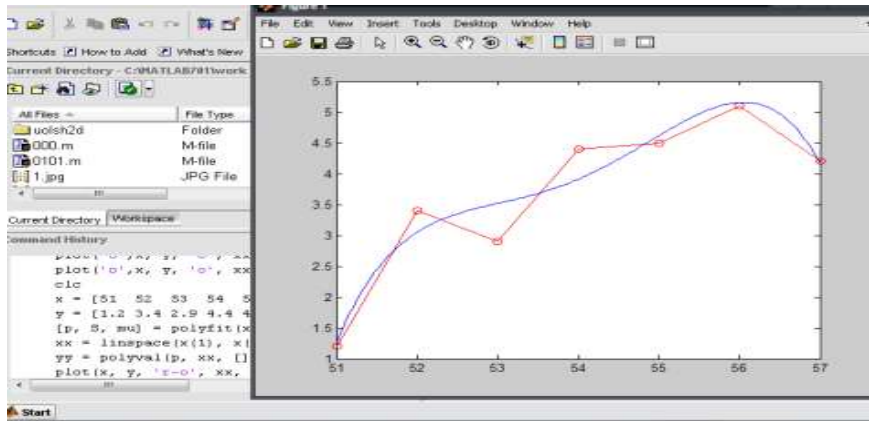 Figure 1
File Edit View Insert Tools Desktop Window Help
Shortcuts How to Add What's New
Current Directory - C:\MATLAB701\work
All Files File Type
uolsh2d Folder
000.m M-file
0101.m M-file
1.jpg JPG File
Current Directory Workspace
Command History
plot('o',x, y, 'o', xx
clc
x = [51 52 53 54 5
y = [1.2 3.4 2.9 4.4 4
[p, S, mu] = polyfit(x
xx = linspace(x(1), x(
yy = polyval(p, xx, []
plot(x, y, 'r-o', xx,
Start
5.5
5
4.5
4
3.5
3
2.5
2
1.5
1
51 52 53 54 55 56 57